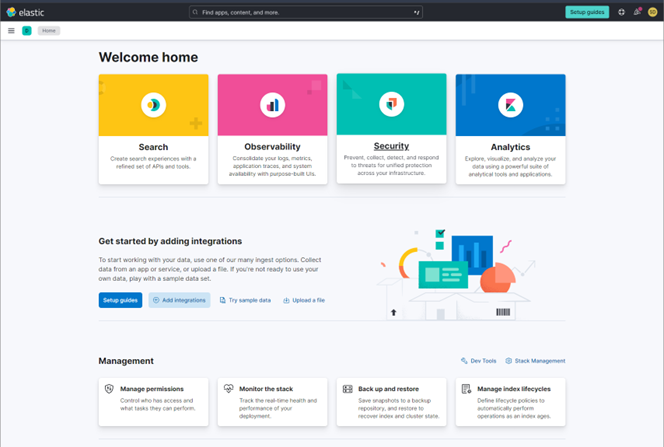 elastic
Find apps, content, and more.
Setup guides
D
Home
Welcome home
Search
Create search experiences with a
refined set of APIs and tools.
Observability
Consolidate your logs, metrics,
application traces, and system
availability with purpose-built UIs.
Security
Prevent, collect, detect, and respond
to threats for unified protection
across your infrastructure.
Analytics
Explore, visualize, and analyze your
data using a powerful suite of
analytical tools and applications.
Get started by adding integrations
To start working with your data, use one of our many ingest options. Collect
data from an app or service, or upload a file. If you're not ready to use your
own data, play with a sample data set.
Setup guides
Add integrations
Try sample data
Upload a file
Management
Dev Tools
Stack Management
Manage permissions
Control who has access and
what tasks they can perform.
Monitor the stack
Track the real-time health and
performance of your
deployment.
Back up and restore
Save snapshots to a backup
repository, and restore to
recover index and cluster state.
Manage index lifecycles
Define lifecycle policies to
automatically perform
operations as an index ages.